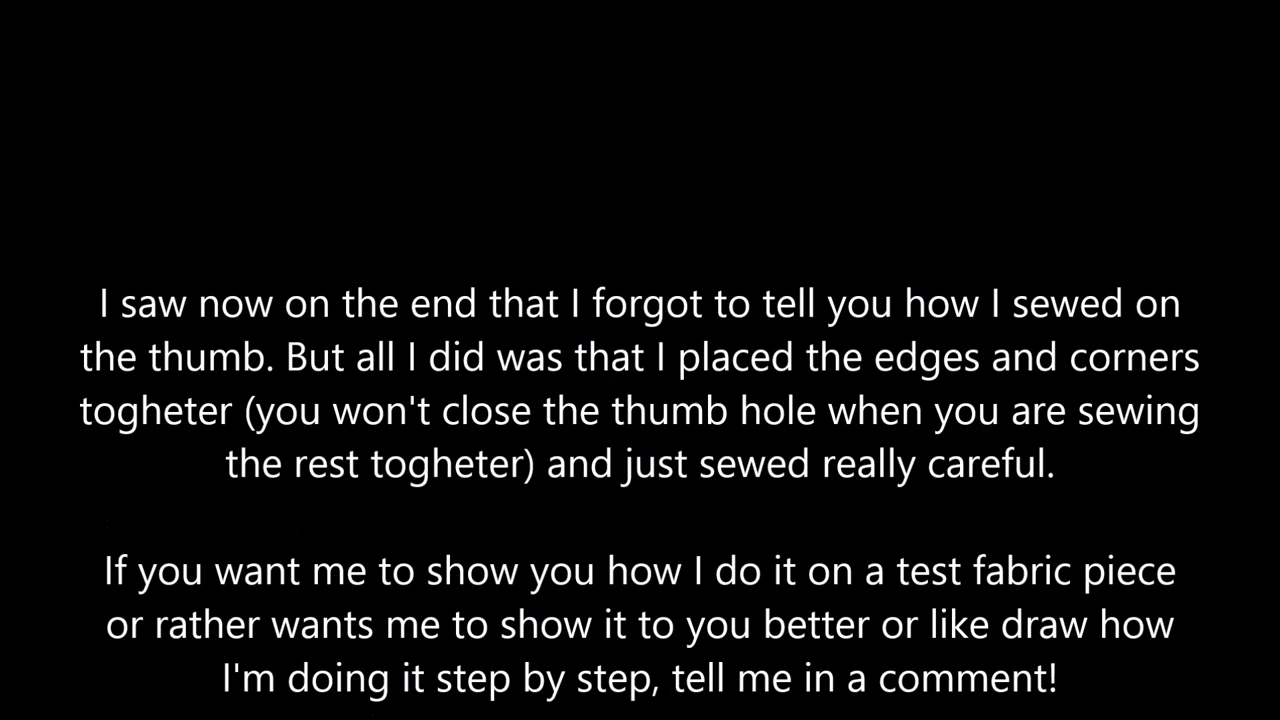 I saw now on the end that I forgot to tell you how I sewed on
the thumb. But all I did was that I placed the edges and corners
togheter (you won't close the thumb hole when you are sewing
the rest togheter) and just sewed really careful.
If you want me to show you how I do it on a test fabric piece
or rather wants me to show it to you better or like draw how
I'm doing it step by step, tell me in a comment!